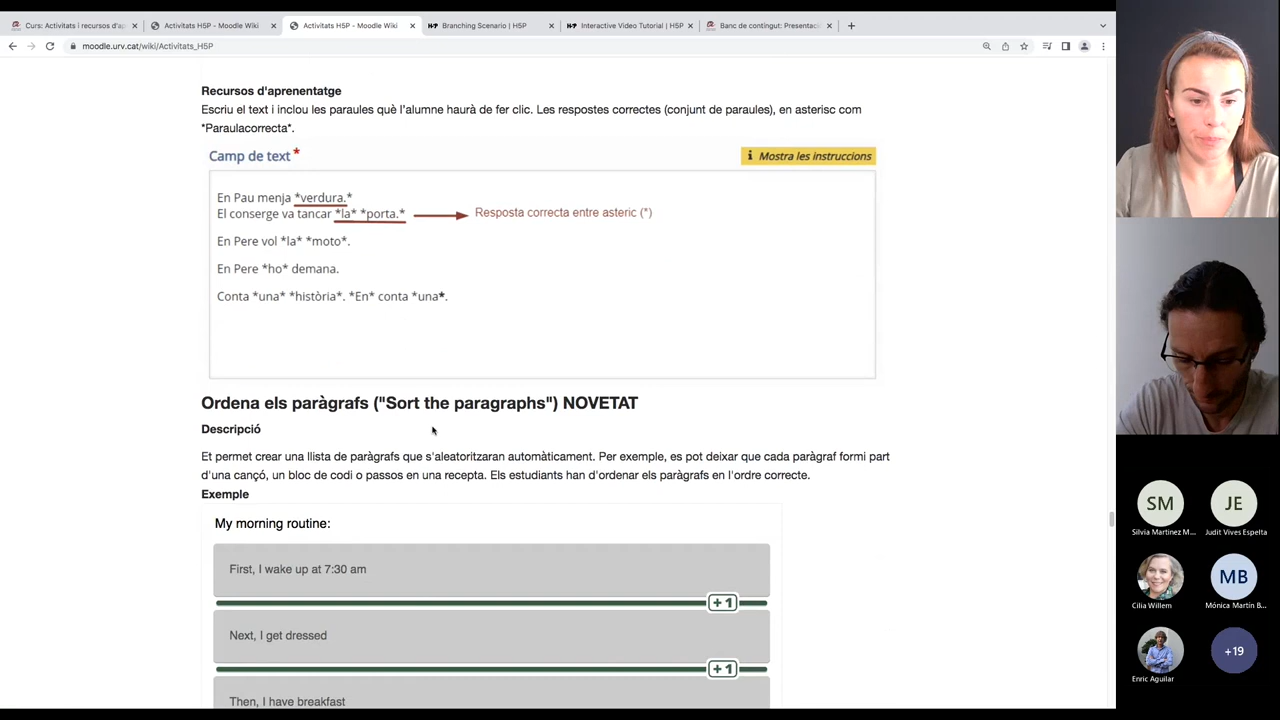 Curs: Activitats i recursos d'ap
Activitats H5P - Moodle Wiki
Activitats H5P - Moodle Wiki
Branching Scenario | H5P
Interactive Video Tutorial | H5P
Banc de contingut: Presentaci
moodle.urv.cat/wiki/Activitats_H5P
Recursos d'aprenentatge
Escriu el text i inclou les paraules què l'alumne haurà de fer clic. Les respostes correctes (conjunt de paraules), en asterisc com
*Paraulacorrecta*.
Camp de text *
i Mostra les instruccions
En Pau menja *verdura.*
El conserge va tancar *la* *porta.*
Resposta correcta entre asteric (*)
En Pere vol *la* *moto*.
En Pere *ho* demana.
Conta *una* *història*. *En* conta *una*.
Ordena els paràgrafs ("Sort the paragraphs") NOVETAT
Descripció
Et permet crear una llista de paràgrafs que s'aleatoritzaran automàticament. Per exemple, es pot deixar que cada paràgraf formi part
d'una cançó, un bloc de codi o passos en una recepta. Els estudiants han d'ordenar els paràgrafs en l'ordre correcte.
Exemple
My morning routine:
First, I wake up at 7:30 am
+1
Next, I get dressed
+1
Then, I have breakfast
SM
JE
Silvia Martinez M...
Judit Vives Espelta
MB
Cilia Willem
Mónica Martín B...
+19
Enric Aguilar